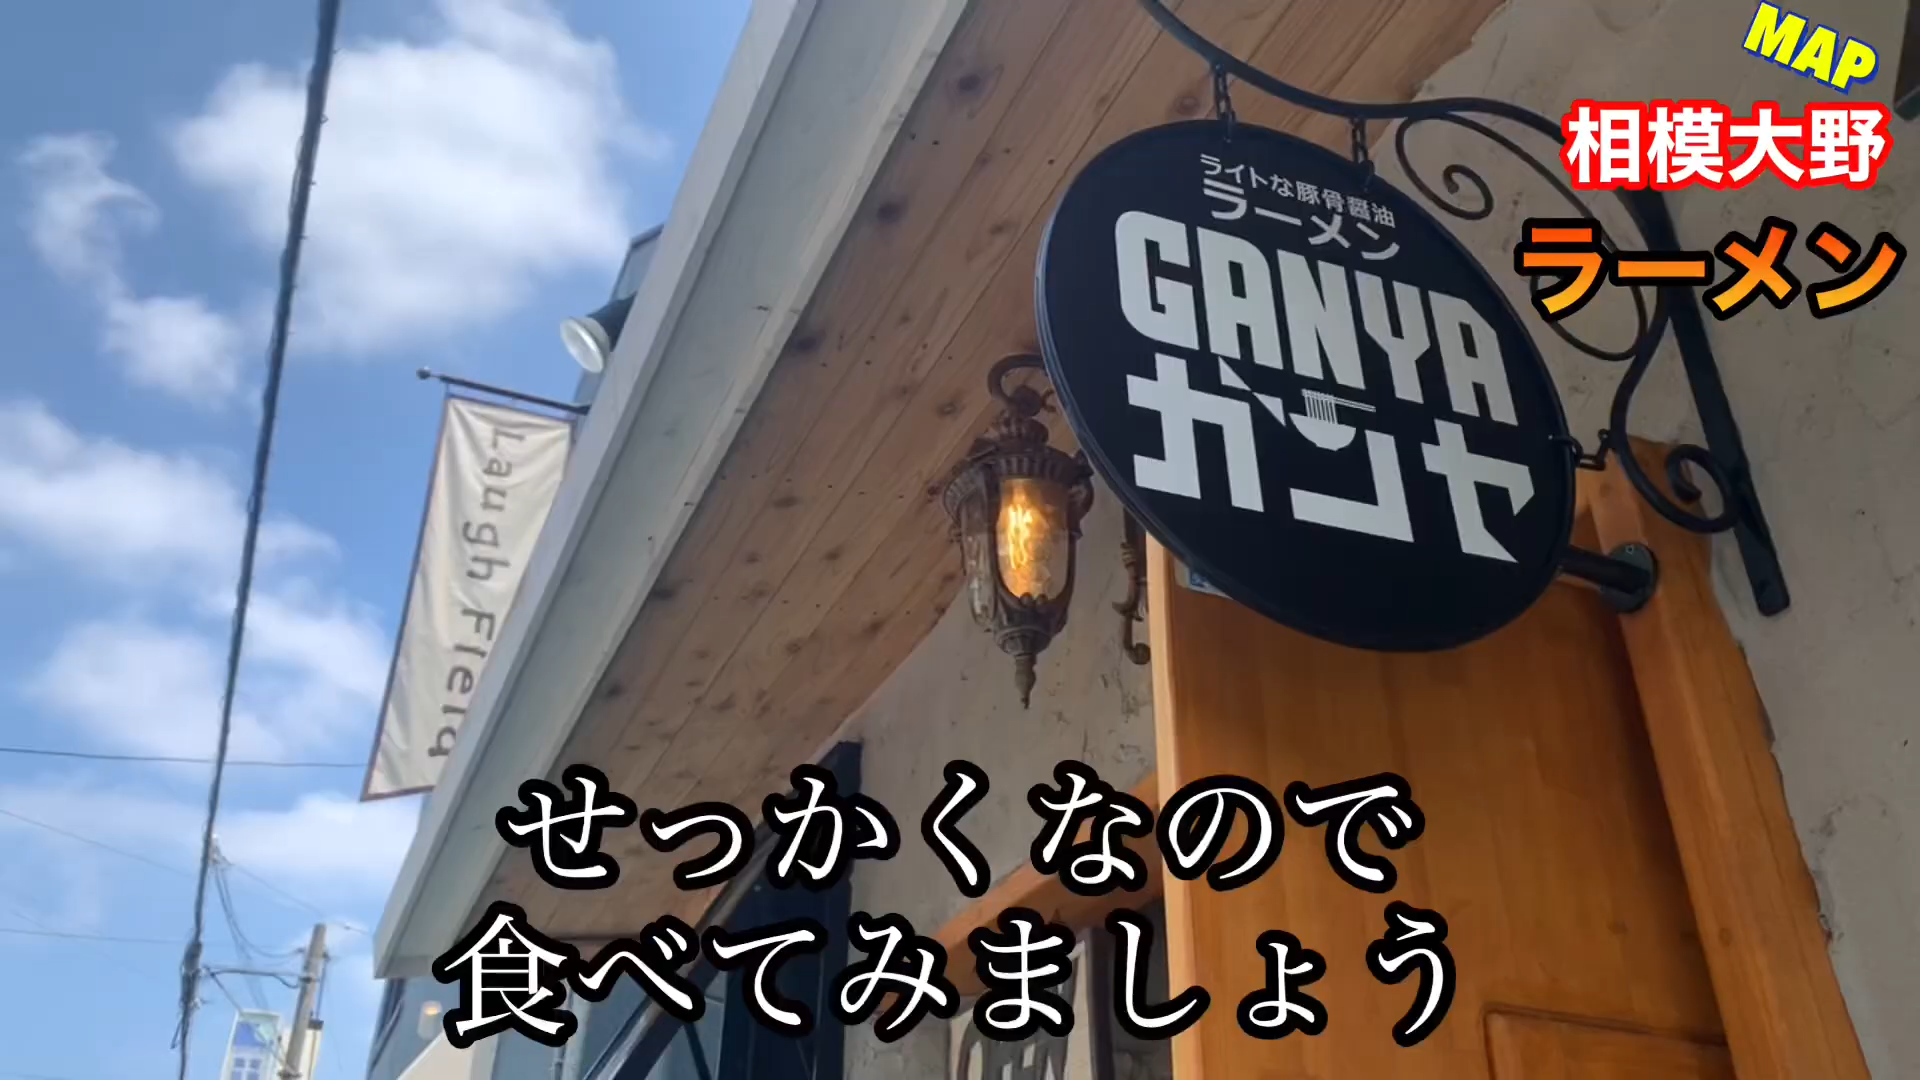 MAP
相模大野
ラーメン
ライトな豚骨醤油
ラーメン
GANYA
ガンヤ
Laugh Field
せっかくなので
食べてみましょう